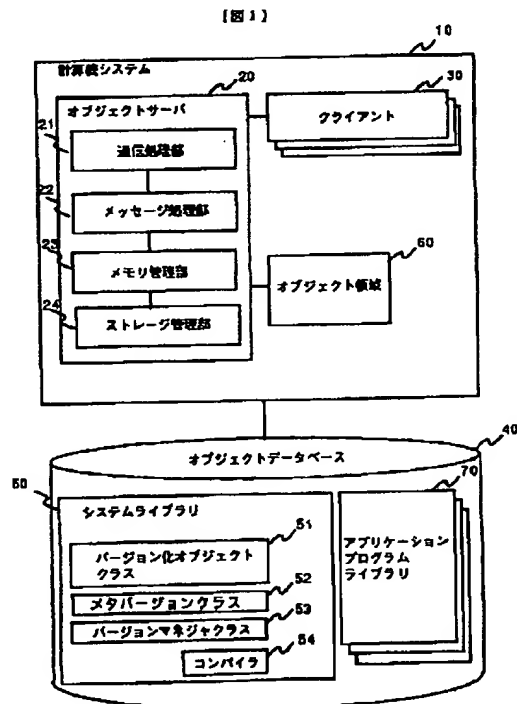 [図1]
10
計算機システム
20
30
オブジェクトサーバ
クライアント
21
通信処理部
22
メッセージ処理部
23
メモリ管理部
60
オブジェクト領域
24
ストレージ管理部
40
オブジェクトデータベース
50
70
システムライブラリ
51
バージョン化オブジェクト
クラス
アプリケーション
プログラム
ライブラリ
52
メタバージョンクラス
53
バージョンマネジャクラス
54
コンパイラ